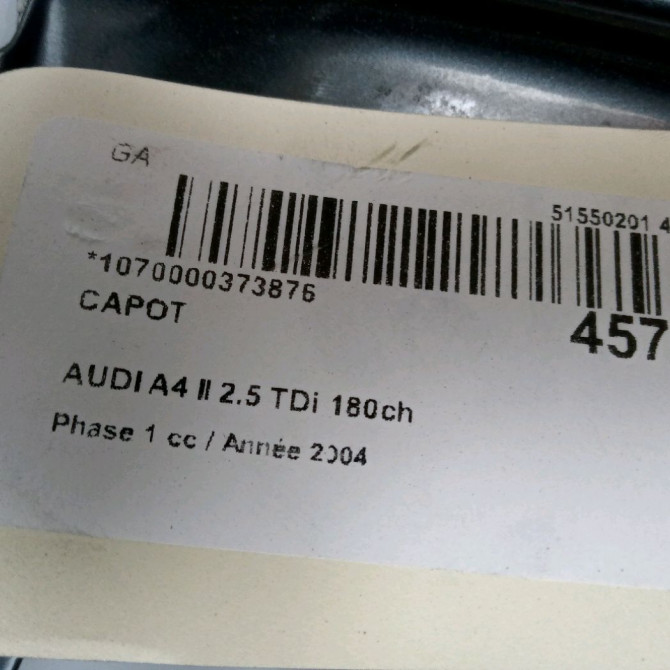 GA
51550201 4
*1070000373876
CAPOT
457
AUDI A4 II 2.5 TDi 180ch
Phase 1 cc / Année 2004